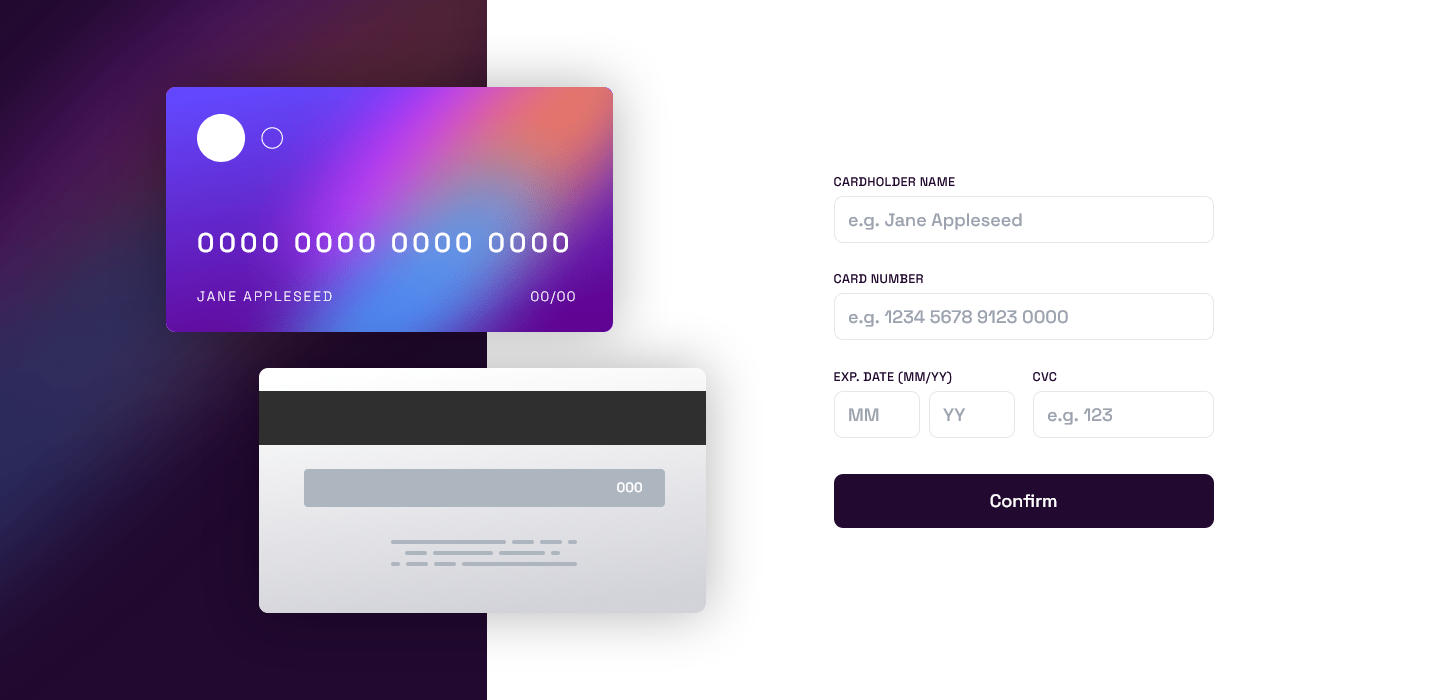 0000 0000 0000 0000
JANE APPLESEED 00/00
000
CARDHOLDER NAME
e.g. Jane Appleseed
CARD NUMBER
e.g. 1234 5678 9123 0000
EXP. DATE (MM/YY) CVC
MM YY e.g. 123
Confirm